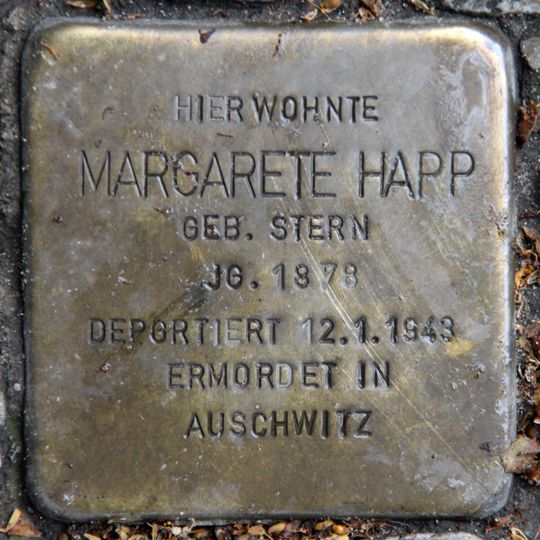 HIER WOHNTE
MARGARETE HAPP
GEB. STERN
JG. 1878
DEPORTIERT 12.1.1943
ERMORDET IN
AUSCHWITZ